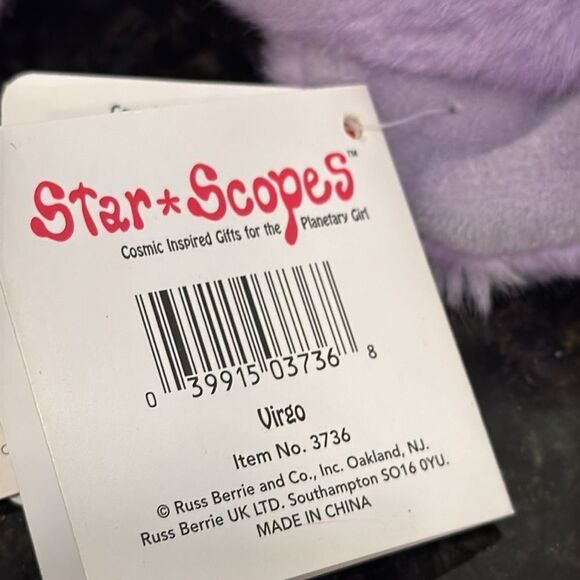 Star*Scopes™
Cosmic Inspired Gifts for the Planetary Girl
0 39915 03736 8
Virgo
Item No. 3736
© Russ Berrie and Co., Inc. Oakland, NJ.
Russ Berrie UK LTD. Southampton SO16 0YU.
MADE IN CHINA